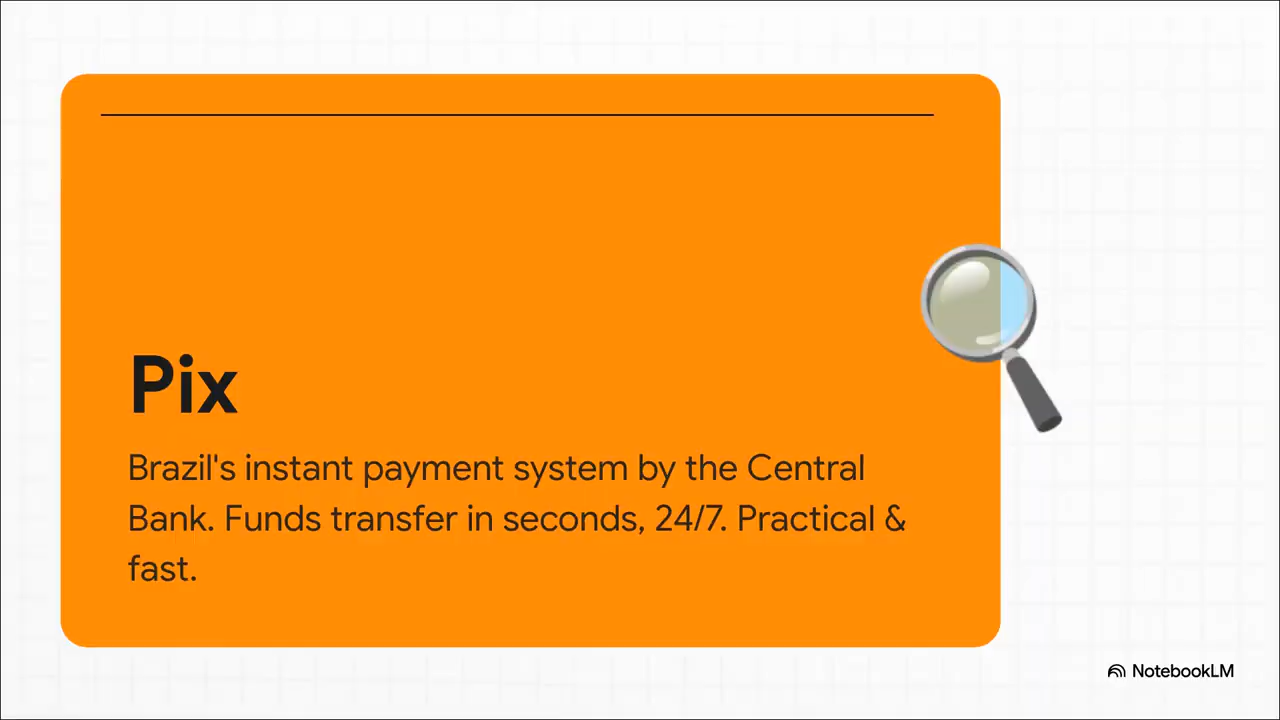 Pix
Brazil's instant payment system by the Central
Bank. Funds transfer in seconds, 24/7. Practical &
fast.
NotebookLM